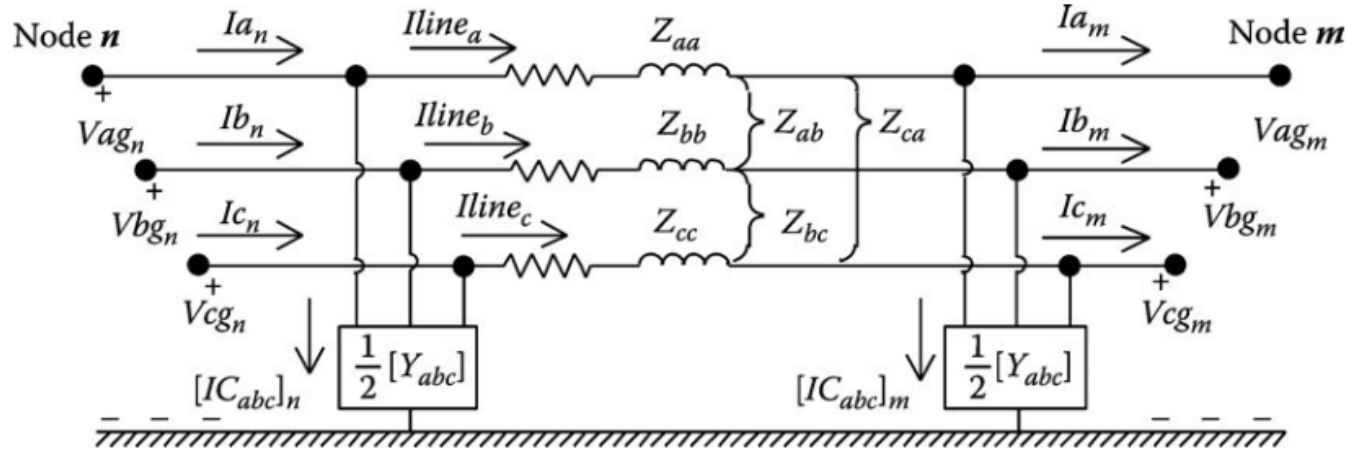 Node n Ia_n Iline_a Z_aa Ia_m Node m
+ Vag_n Ib_n Iline_b Z_bb Z_ab Z_ca Ib_m Vag_m
+ Vbg_n Ic_n Iline_c Z_cc Z_bc Ic_m + Vbg_m
+ Vcg_n + Vcg_m
[IC_abc]_n 1/2 [Y_abc] [IC_abc]_m 1/2 [Y_abc]